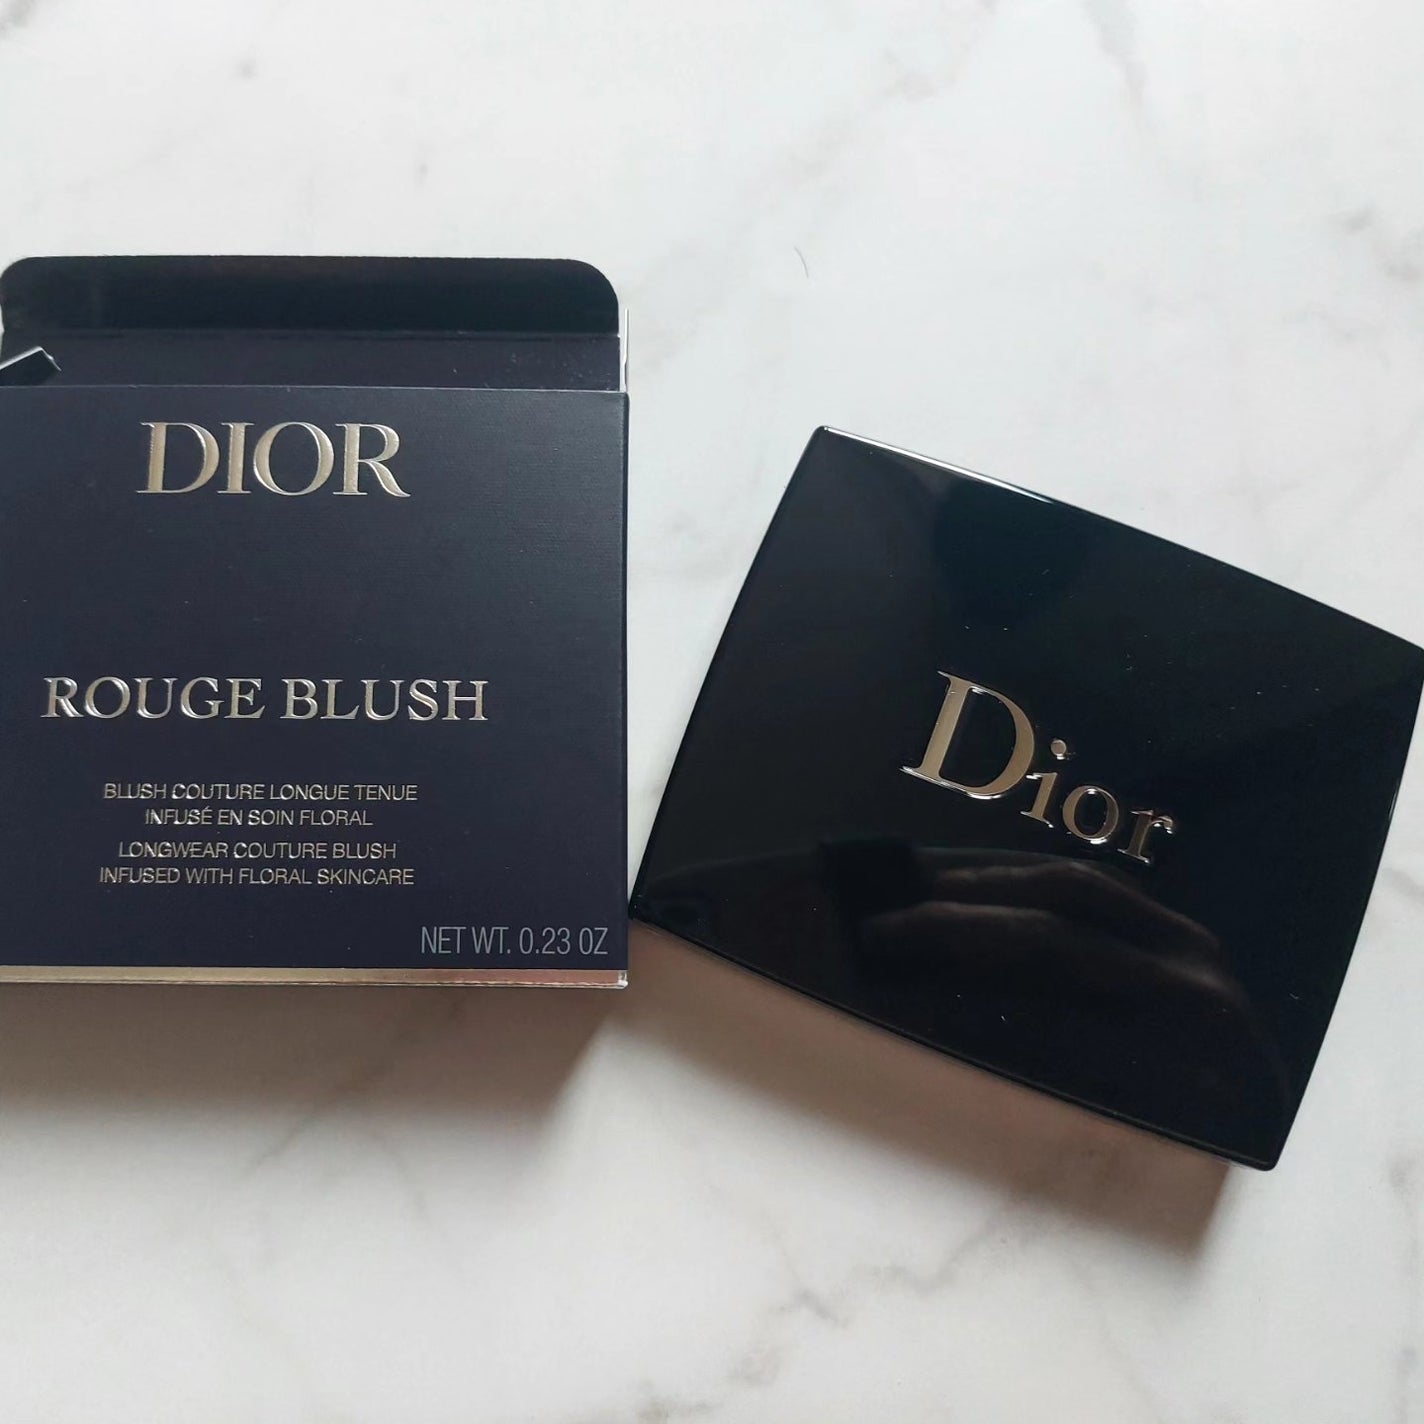 DIOR
ROUGE BLUSH
BLUSH COUTURE LONGUE TENUE
INFUSÉ EN SOIN FLORAL
LONGWEAR COUTURE BLUSH
INFUSED WITH FLORAL SKINCARE
NET WT. 0.23 OZ
Dior